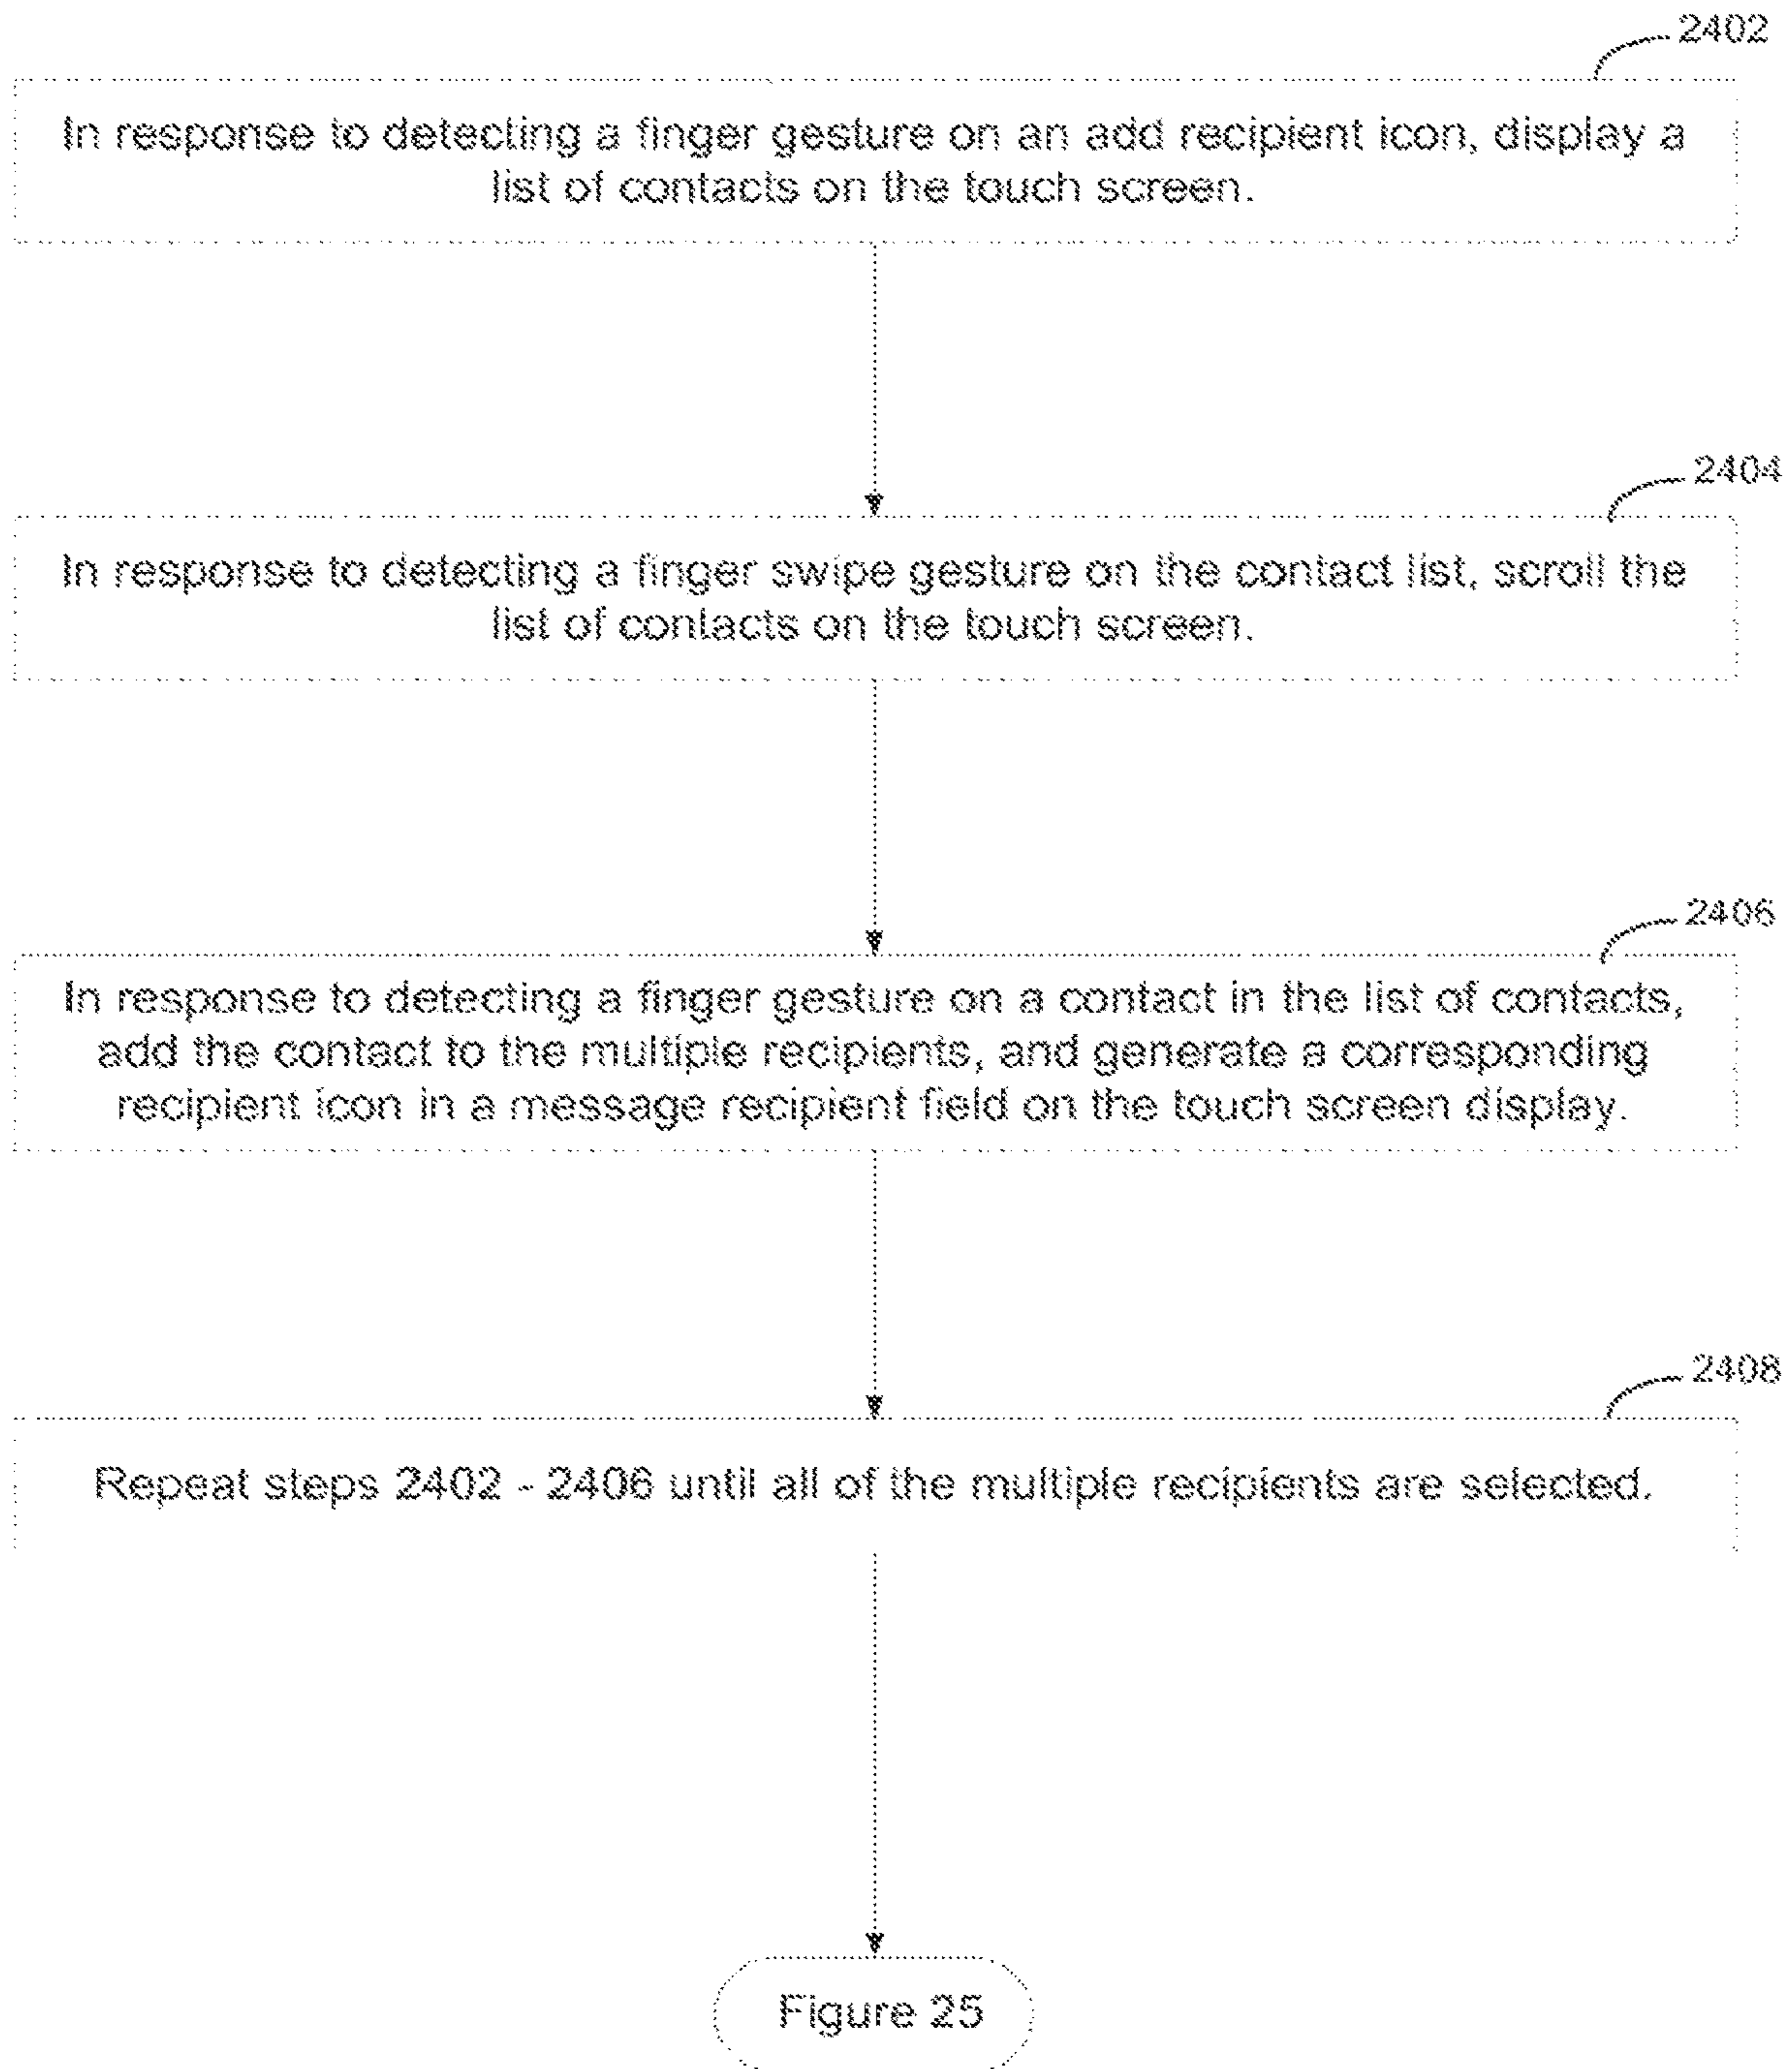 2402
In response to detecting a finger gesture on an add recipient icon, display a
list of contacts on the touch screen.
2404
In response to detecting a finger swipe gesture on the contact list, scroll the
list of contacts on the touch screen.
2406
In response to detecting a finger gesture on a contact in the list of contacts,
add the contact to the multiple recipients, and generate a corresponding
recipient icon in a message recipient field on the touch screen display.
2408
Repeat steps 2402 - 2406 until all of the multiple recipients are selected.
Figure 25